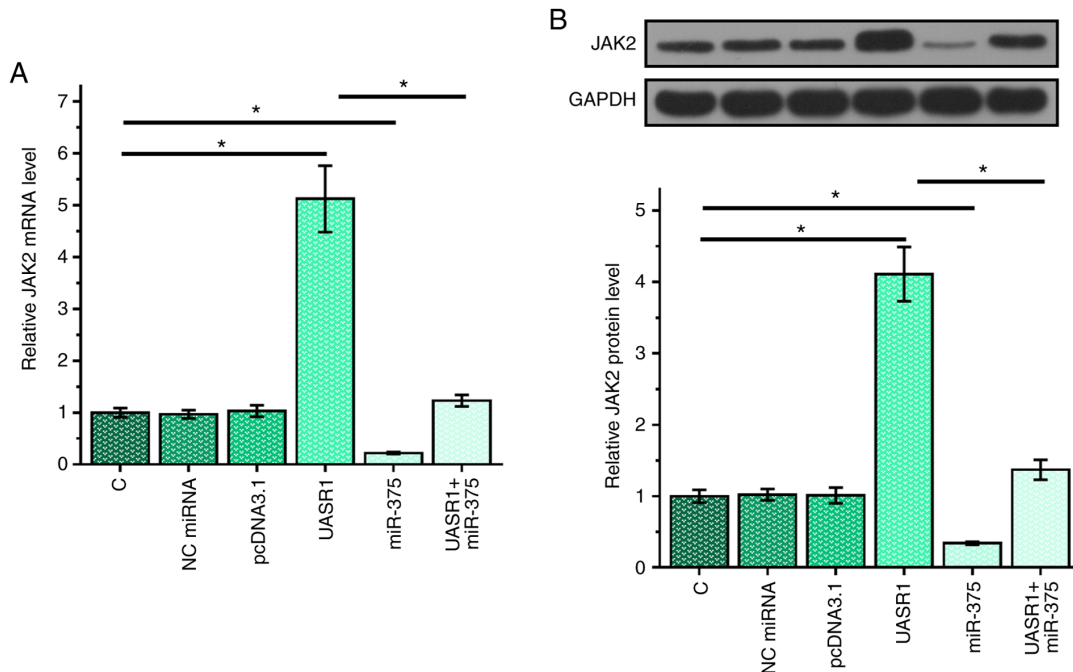 A
Relative JAK2 mRNA level
7
6
5
4
3
2
1
0
*
*
*
C
NC miRNA
pcDNA3.1
UASR1
miR-375
UASR1+
miR-375
B
JAK2
GAPDH
Relative JAK2 protein level
5
4
3
2
1
0
*
*
*
C
NC miRNA
pcDNA3.1
UASR1
miR-375
UASR1+
miR-375